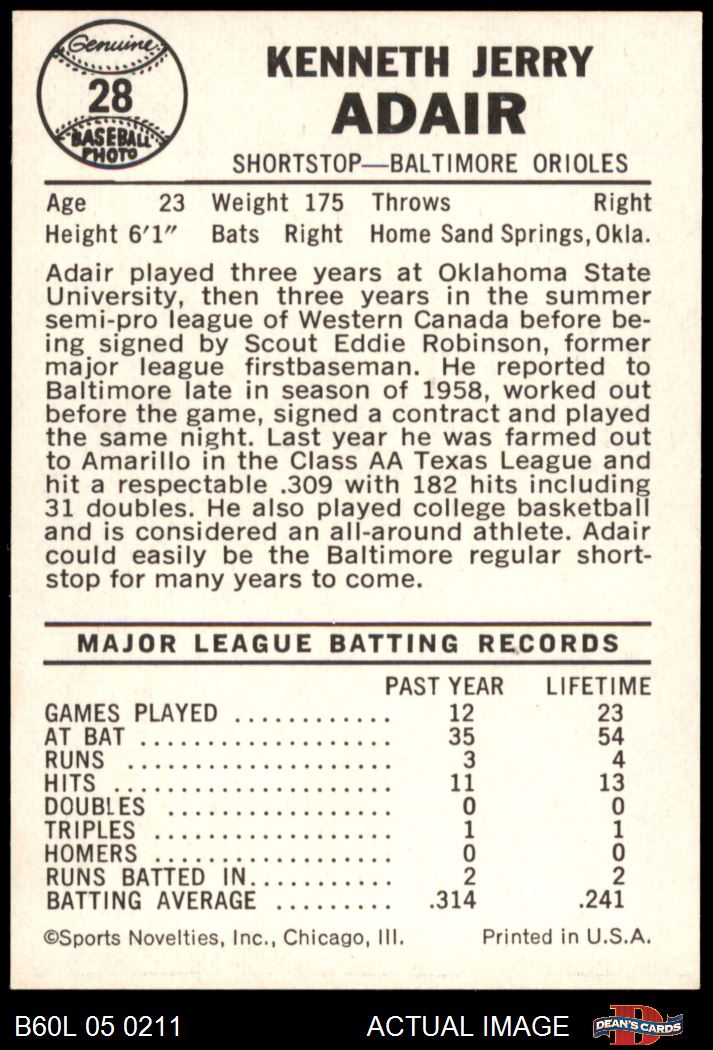 Genuine
28
BASEBALL
PHOTO
KENNETH JERRY
ADAIR
SHORTSTOP—BALTIMORE ORIOLES
Age 23 Weight 175 Throws Right
Height 6'1" Bats Right Home Sand Springs, Okla.
Adair played three years at Oklahoma State
University, then three years in the summer
semi-pro league of Western Canada before be-
ing signed by Scout Eddie Robinson, former
major league firstbaseman. He reported to
Baltimore late in season of 1958, worked out
before the game, signed a contract and played
the same night. Last year he was farmed out
to Amarillo in the Class AA Texas League and
hit a respectable .309 with 182 hits including
31 doubles. He also played college basketball
and is considered an all-around athlete. Adair
could easily be the Baltimore regular short-
stop for many years to come.
MAJOR LEAGUE BATTING RECORDS
PAST YEAR LIFETIME
GAMES PLAYED ............ 12 23
AT BAT ................... 35 54
RUNS .................... 3 4
HITS ..................... 11 13
DOUBLES ................. 0 0
TRIPLES .................. 1 1
HOMERS .................. 0 0
RUNS BATTED IN........... 2 2
BATTING AVERAGE ......... .314 .241
©Sports Novelties, Inc., Chicago, Ill. Printed in U.S.A.
B60L 05 0211 ACTUAL IMAGE D DEAN'S CARDS